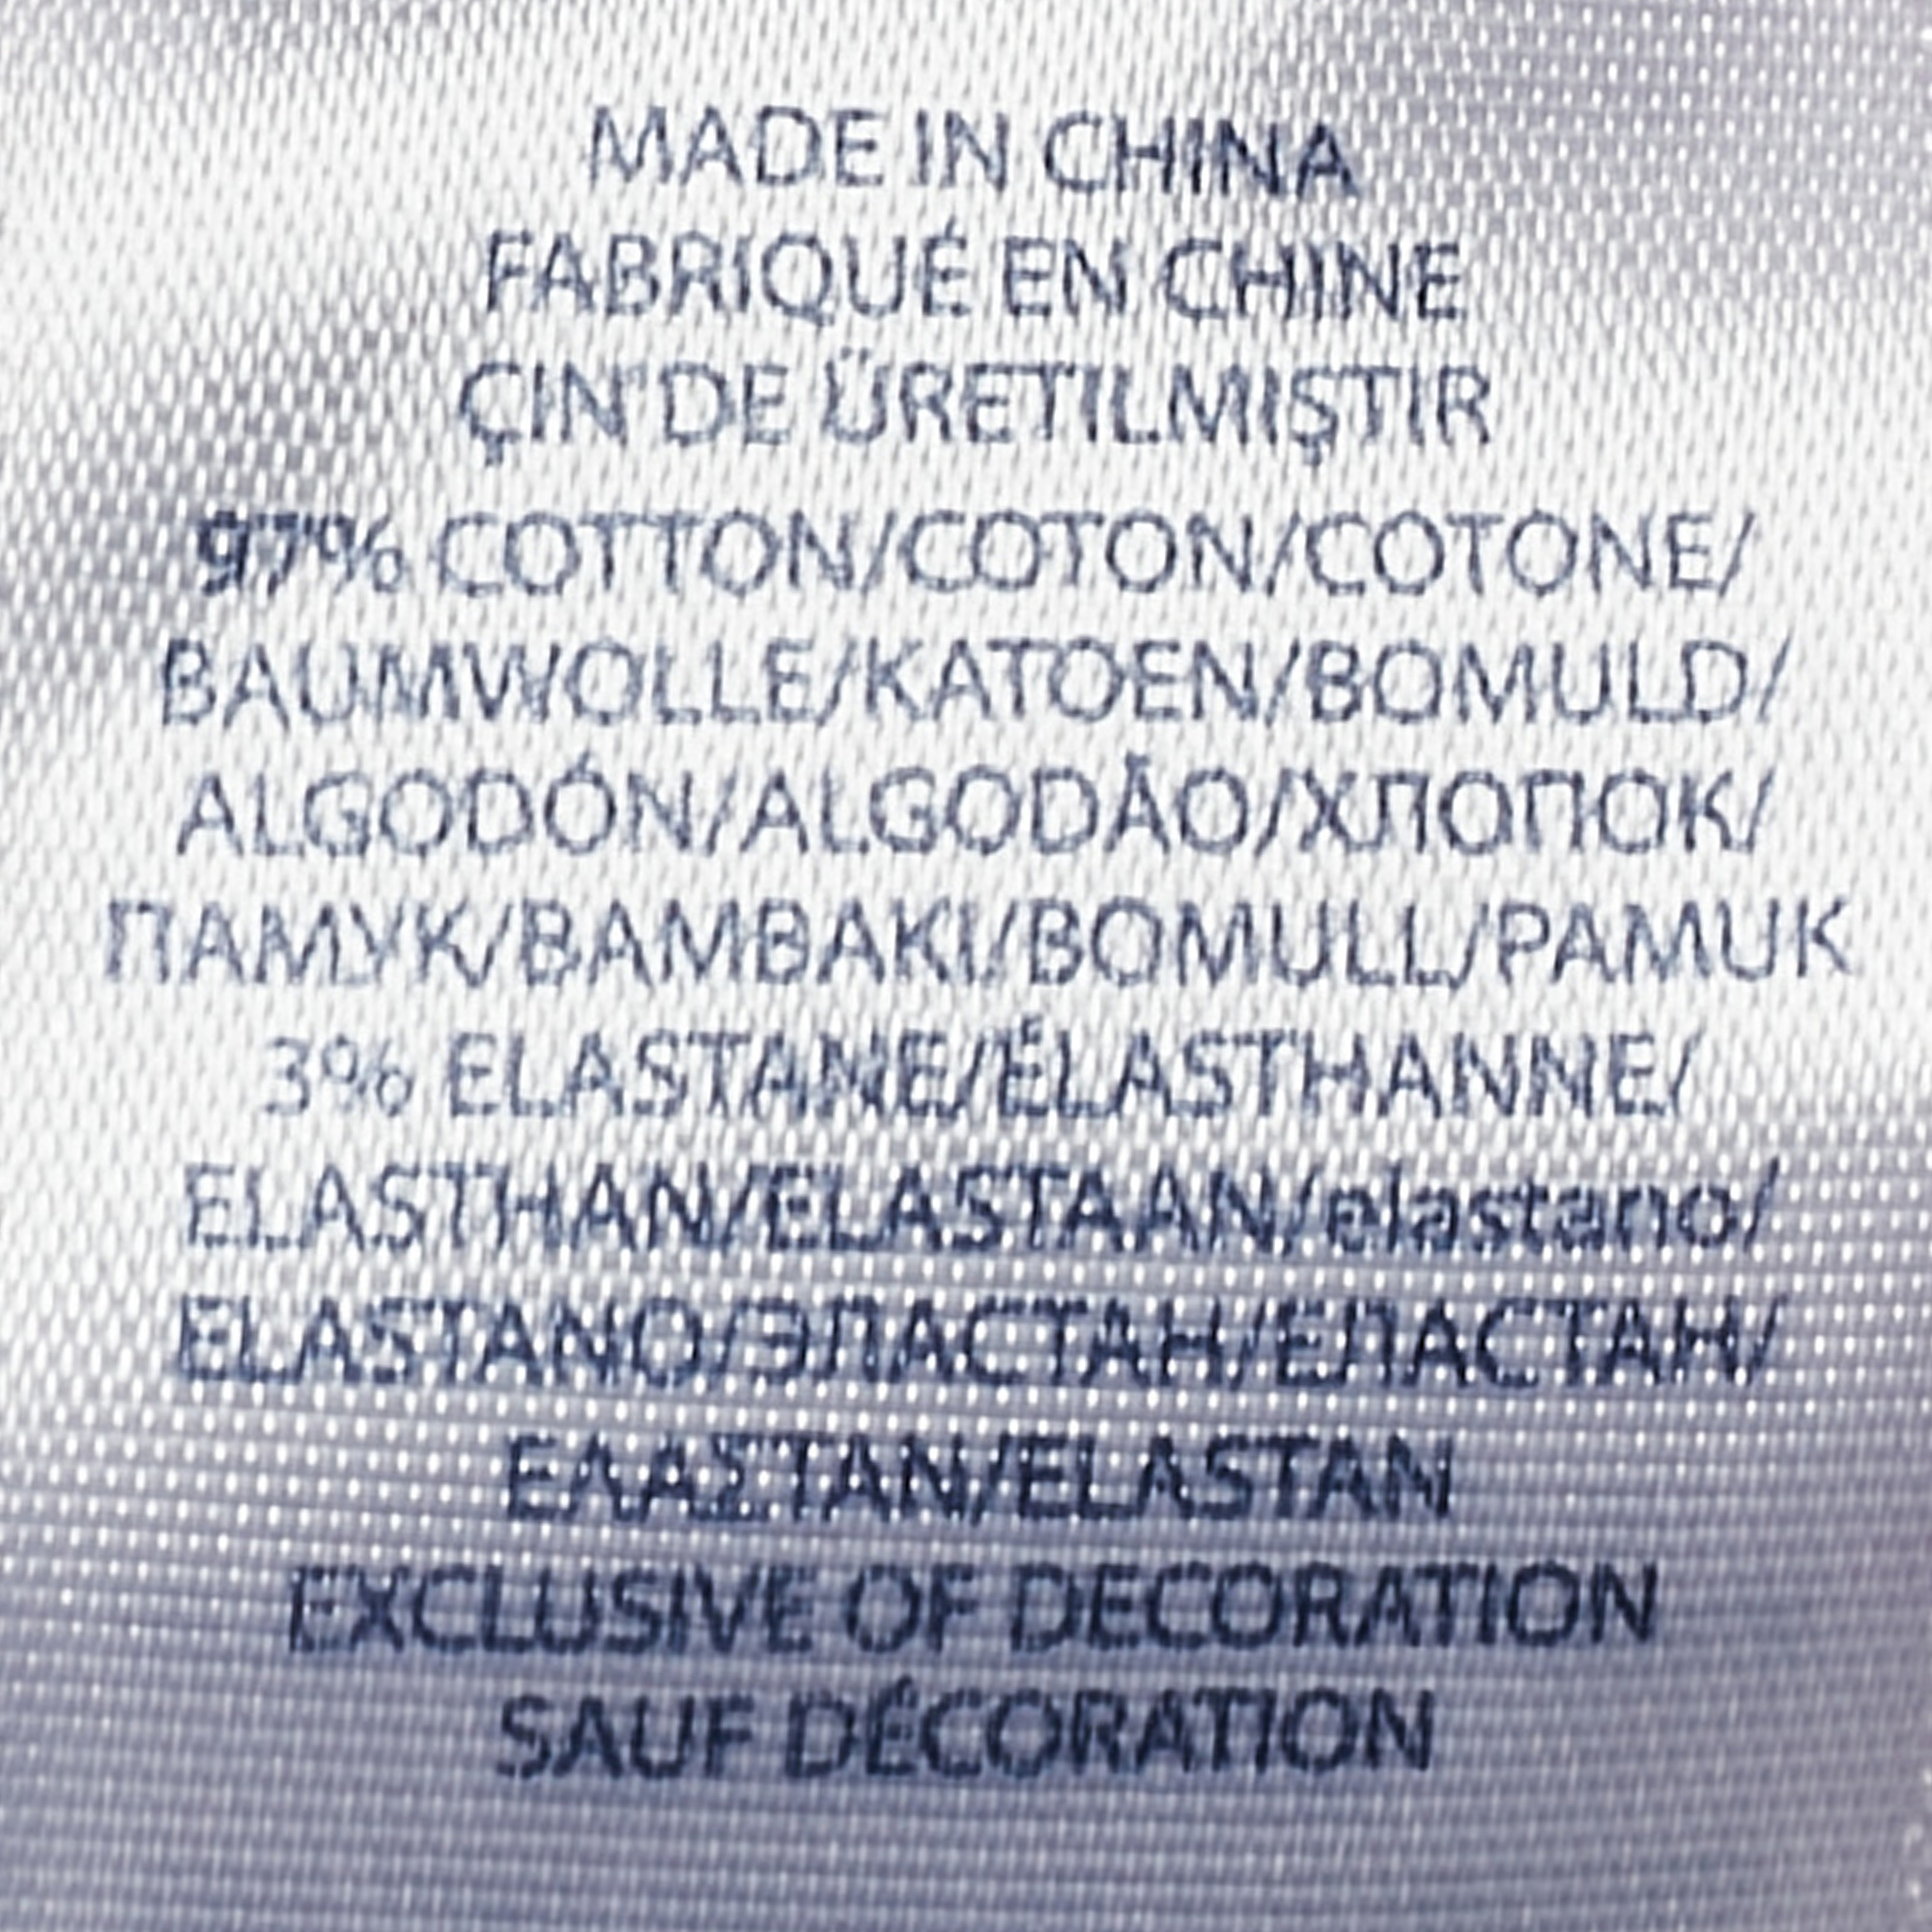 MADE IN CHINA
FABRIQUÉ EN CHINE
ÇIN'DE ÜRETILMIŞTIR
97% COTTON/COTON/COTONE/
BAUMWOLLE/KATOEN/BOMULD/
ALGODÓN/ALGODÃO/ХЛОПОК/
ПАМУК/ΒΑΜΒΑΚΙ/BOMULL/PAMUK
3% ELASTANE/ÉLASTHANNE/
ELASTHAN/ELASTAAN/elastano/
ELASTANO/ЭЛАСТАН/ЕЛАСТАН/
ΕΛΑΣΤΑΝ/ELASTAN
EXCLUSIVE OF DECORATION
SAUF DÉCORATION